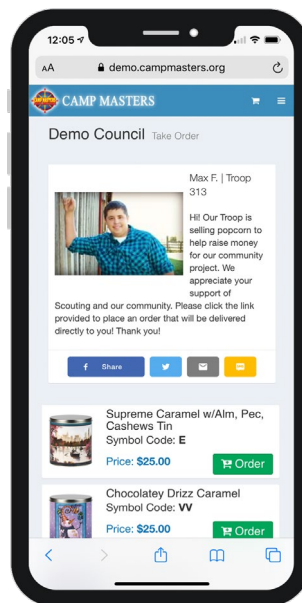 12:05
AA demo.campmasters.org
CAMP MASTERS
Demo Council Take Order
Max F. | Troop
313
Hi! Our Troop is
selling popcorn to
help raise money
for our community
project. We
appreciate your
support of
Scouting and our community. Please click the link
provided to place an order that will be delivered
directly to you! Thank you!
f Share
Supreme Caramel w/Alm, Pec,
Cashews Tin
Symbol Code: E
Price: $25.00 Order
Chocolatey Drizz Caramel
Symbol Code: VV
Price: $25.00 Order